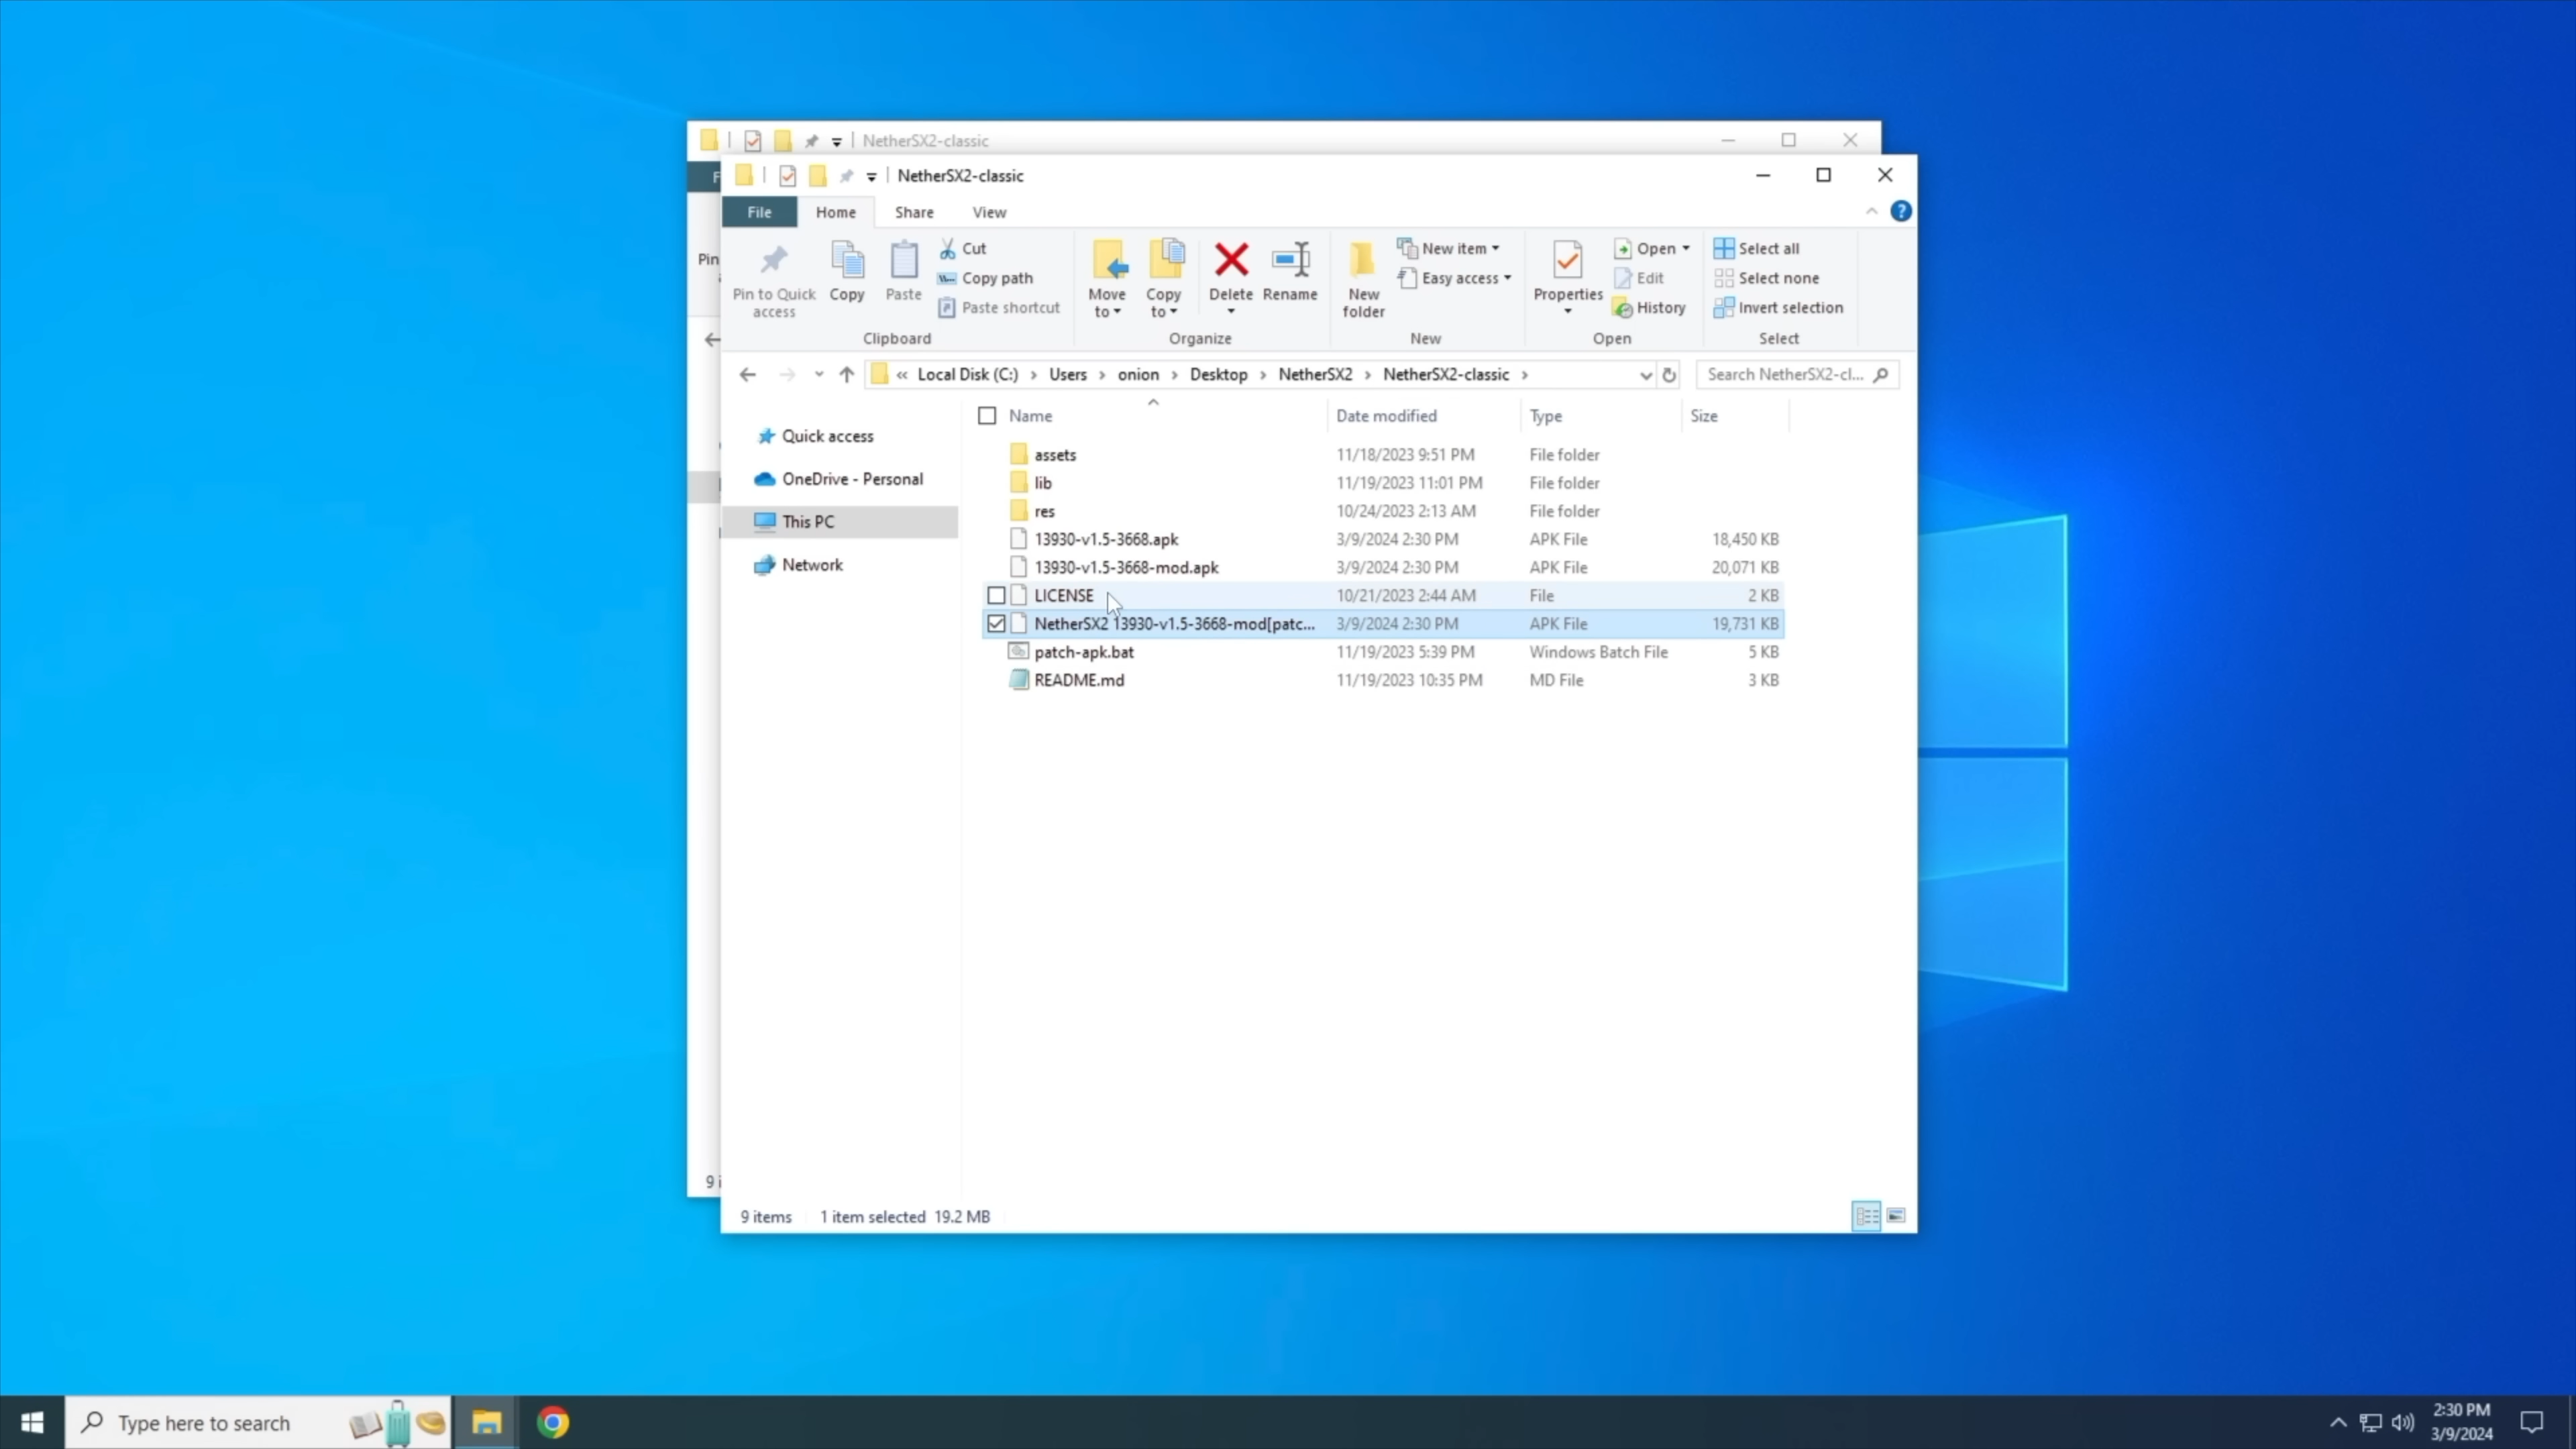 NetherSX2-classic
NetherSX2-classic
File Home Share View
Pin to Quick access
Copy
Paste
Cut
Copy path
Paste shortcut
Clipboard
Move to
Copy to
Delete
Rename
Organize
New folder
New item
Easy access
New
Properties
Open
Edit
History
Open
Select all
Select none
Invert selection
Select
Pin
« Local Disk (C:) › Users › onion › Desktop › NetherSX2 › NetherSX2-classic ›
Search NetherSX2-cl...
Quick access
OneDrive - Personal
This PC
Network
Name Date modified Type Size
assets 11/18/2023 9:51 PM File folder
lib 11/19/2023 11:01 PM File folder
res 10/24/2023 2:13 AM File folder
13930-v1.5-3668.apk 3/9/2024 2:30 PM APK File 18,450 KB
13930-v1.5-3668-mod.apk 3/9/2024 2:30 PM APK File 20,071 KB
LICENSE 10/21/2023 2:44 AM File 2 KB
NetherSX2 13930-v1.5-3668-mod[patc... 3/9/2024 2:30 PM APK File 19,731 KB
patch-apk.bat 11/19/2023 5:39 PM Windows Batch File 5 KB
README.md 11/19/2023 10:35 PM MD File 3 KB
9 items 1 item selected 19.2 MB
Type here to search
2:30 PM
3/9/2024